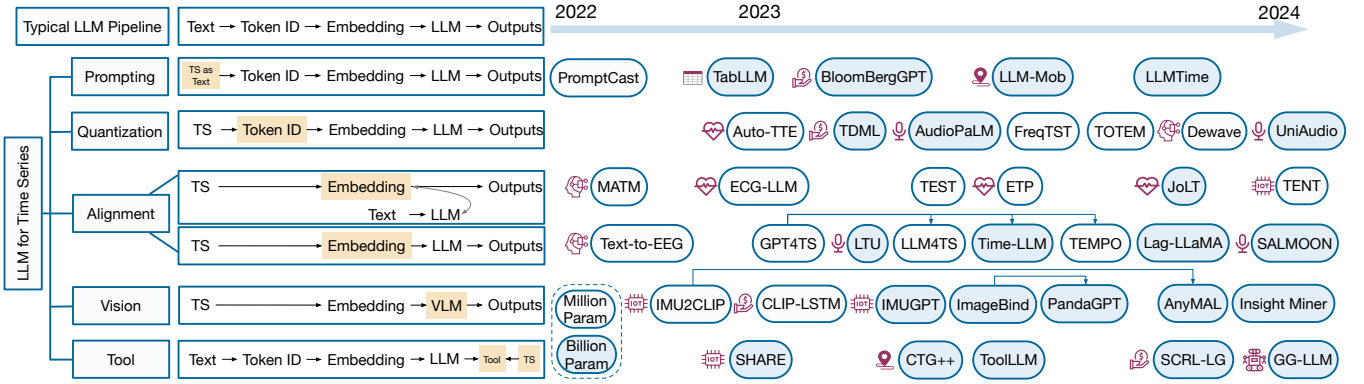 2022
2023
2024
Typical LLM Pipeline
Text → Token ID → Embedding → LLM → Outputs
LLM for Time Series
Prompting
TS as
Text
→ Token ID → Embedding → LLM → Outputs
PromptCast
TabLLM
BloomBergGPT
LLM-Mob
LLMTime
Quantization
TS → Token ID → Embedding → LLM → Outputs
Auto-TTE
TDML
AudioPaLM
FreqTST
TOTEM
Dewave
UniAudio
Alignment
TS → Embedding → Outputs
Text → LLM
MATM
ECG-LLM
TEST
ETP
JoLT
IOT
TENT
TS → Embedding → LLM → Outputs
Text-to-EEG
GPT4TS
LTU
LLM4TS
Time-LLM
TEMPO
Lag-LLaMA
SALMOON
Vision
TS → Embedding → VLM → Outputs
Million
Param
IOT
IMU2CLIP
CLIP-LSTM
IOT
IMUGPT
ImageBind
PandaGPT
AnyMAL
Insight Miner
Tool
Text → Token ID → Embedding → LLM → Tool ← TS
Billion
Param
IOT
SHARE
CTG++
ToolLLM
SCRL-LG
GG-LLM